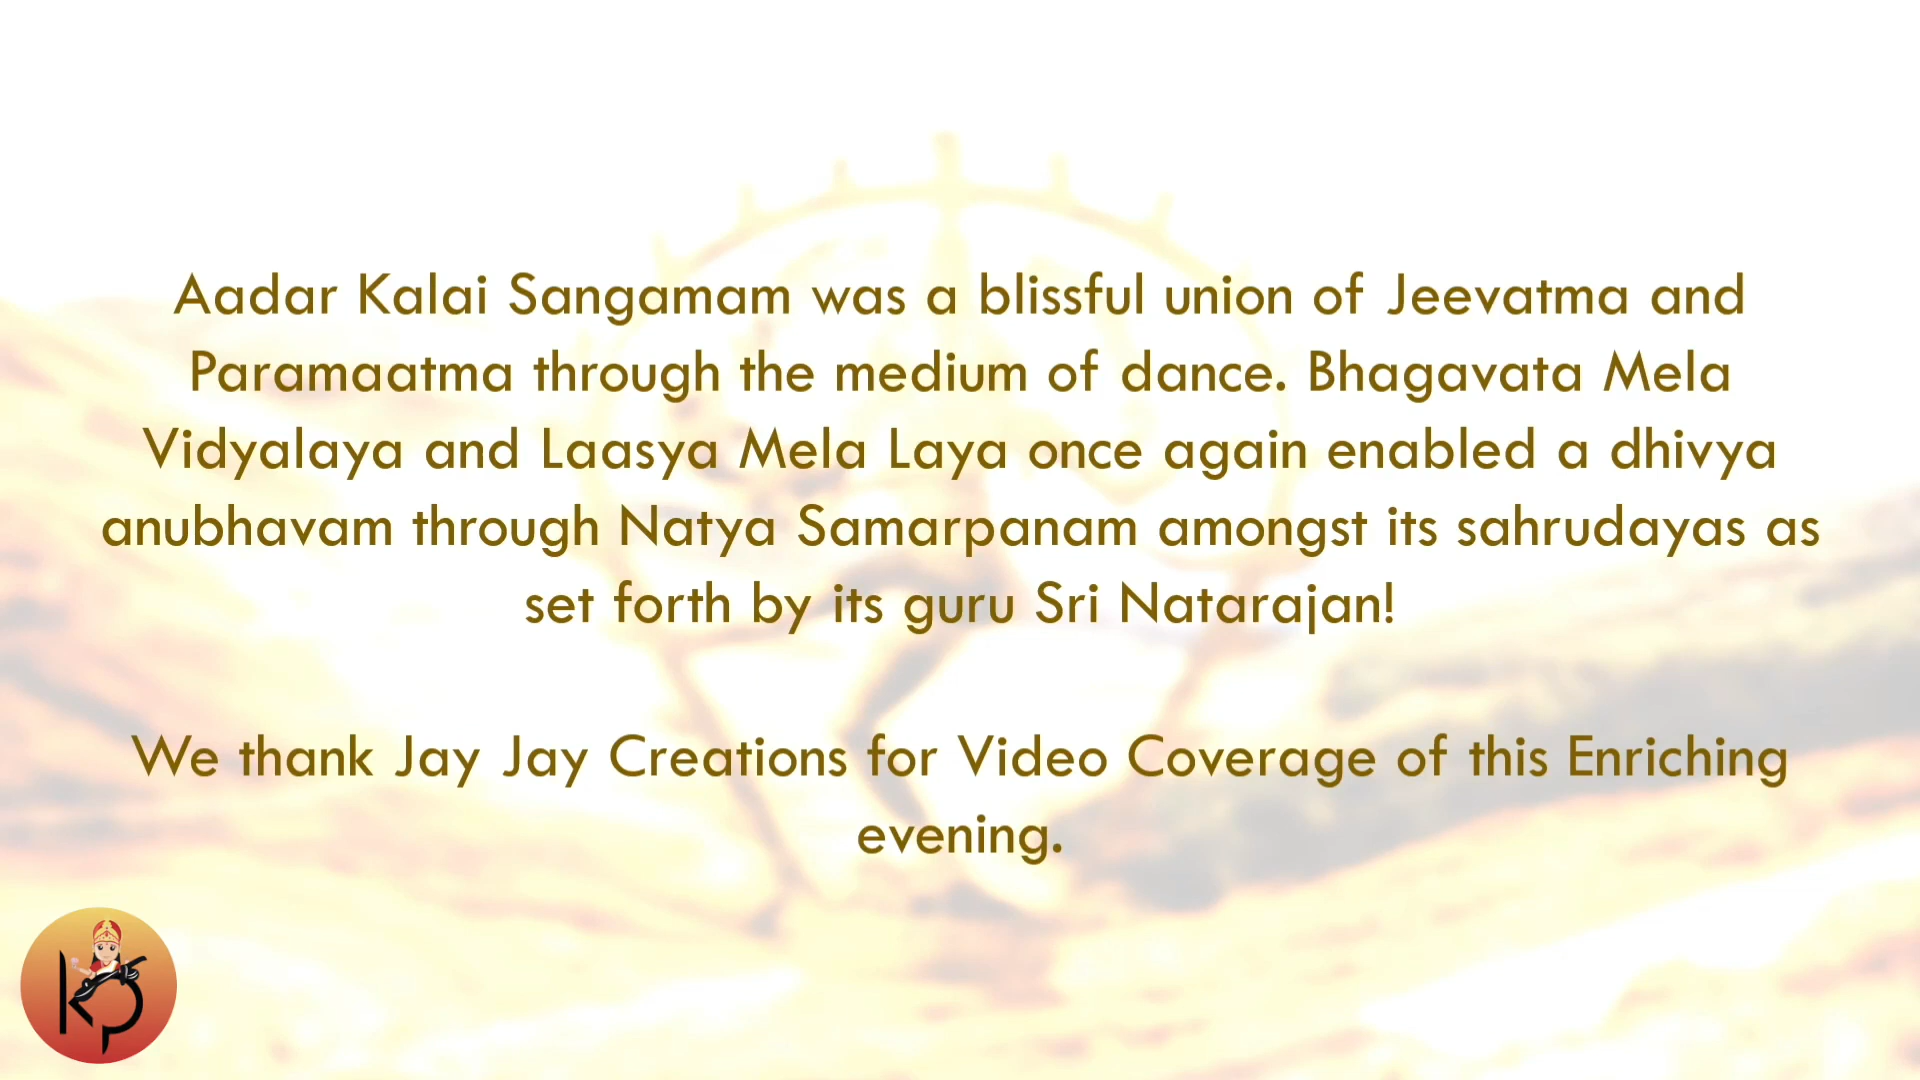 Aadar Kalai Sangamam was a blissful union of Jeevatma and
Paramaatma through the medium of dance. Bhagavata Mela
Vidyalaya and Laasya Mela Laya once again enabled a dhivya
anubhavam through Natya Samarpanam amongst its sahrudayas as
set forth by its guru Sri Natarajan!
We thank Jay Jay Creations for Video Coverage of this Enriching
evening.
kp